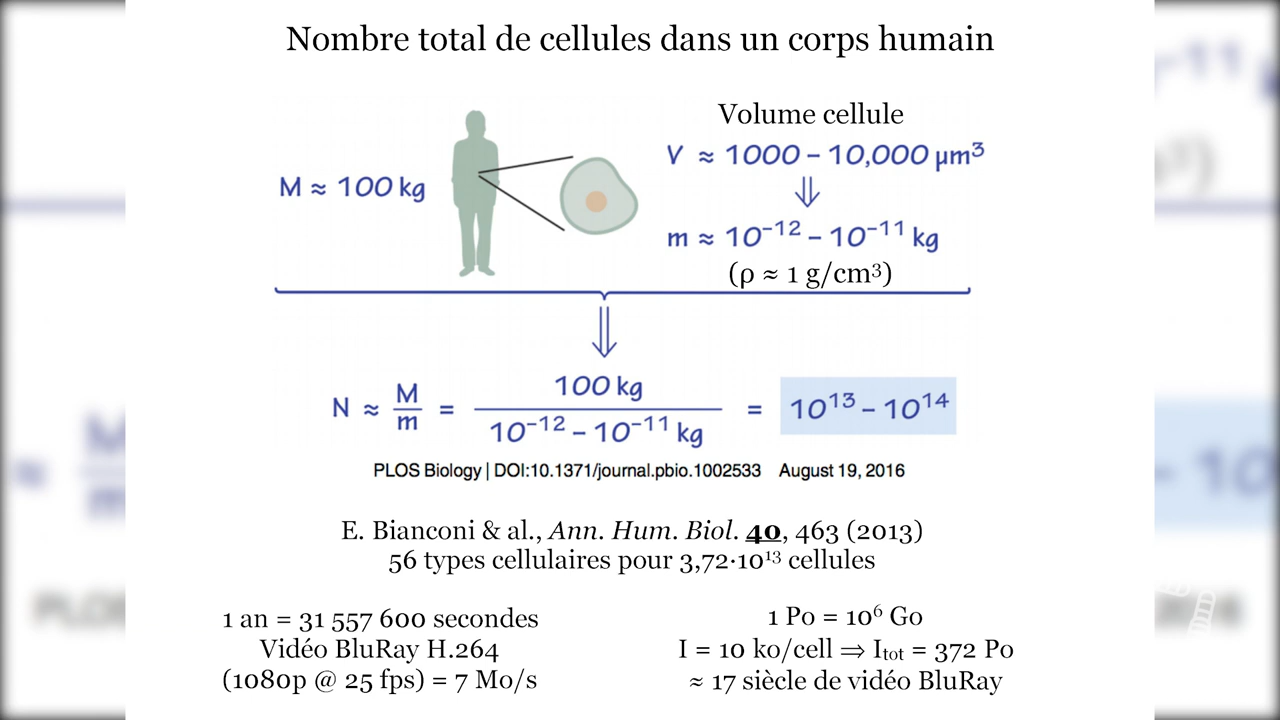 Nombre total de cellules dans un corps humain
Volume cellule
V ≈ 1000 – 10,000 µm³
M ≈ 100 kg
m ≈ 10⁻¹² – 10⁻¹¹ kg
(ρ ≈ 1 g/cm³)
N ≈ M/m = 100 kg / 10⁻¹² – 10⁻¹¹ kg = 10¹³ – 10¹⁴
PLOS Biology | DOI:10.1371/journal.pbio.1002533 August 19, 2016
E. Bianconi & al., Ann. Hum. Biol. 40, 463 (2013)
56 types cellulaires pour 3,72·10¹³ cellules
1 an = 31 557 600 secondes
Vidéo BluRay H.264
(1080p @ 25 fps) = 7 Mo/s
1 Po = 10⁶ Go
I = 10 ko/cell ⇒ Itot = 372 Po
≈ 17 siècle de vidéo BluRay